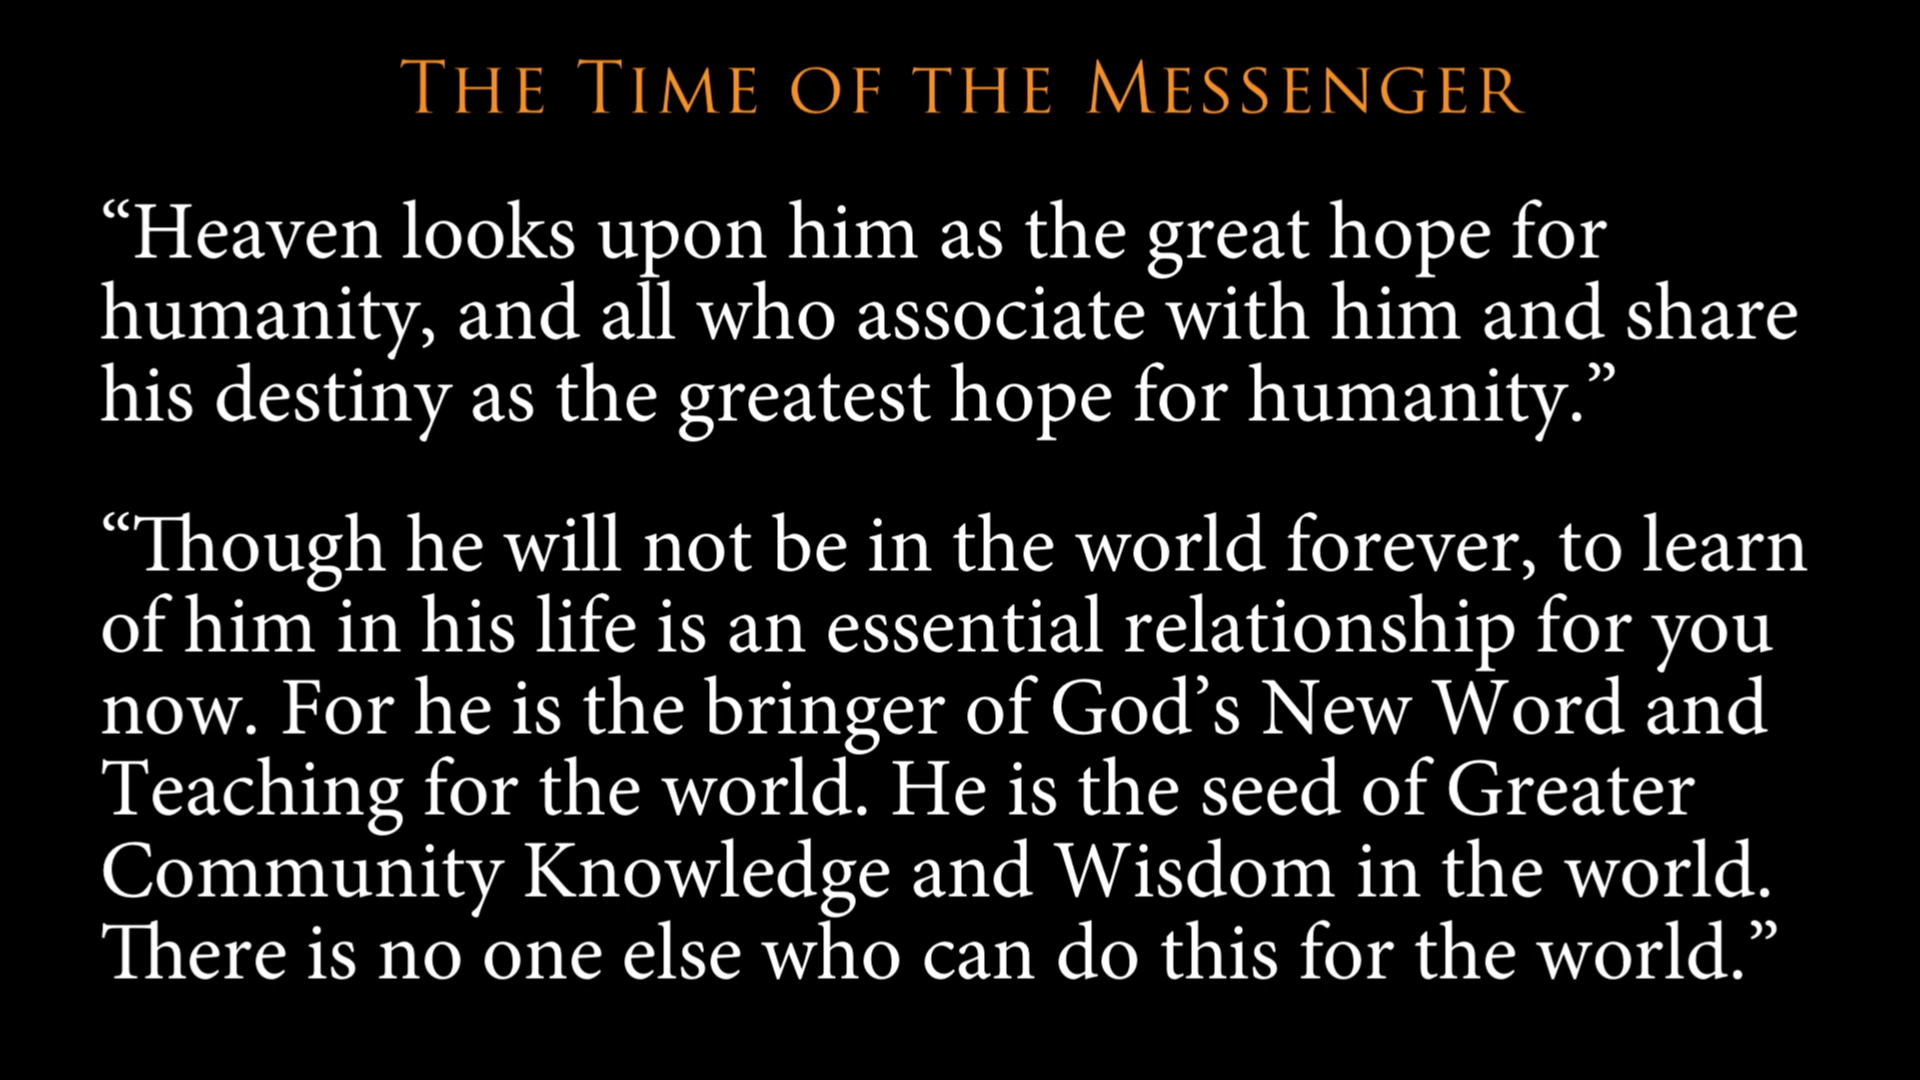 The Time of the Messenger
“Heaven looks upon him as the great hope for
humanity, and all who associate with him and share
his destiny as the greatest hope for humanity.”
“Though he will not be in the world forever, to learn
of him in his life is an essential relationship for you
now. For he is the bringer of God’s New Word and
Teaching for the world. He is the seed of Greater
Community Knowledge and Wisdom in the world.
There is no one else who can do this for the world.”